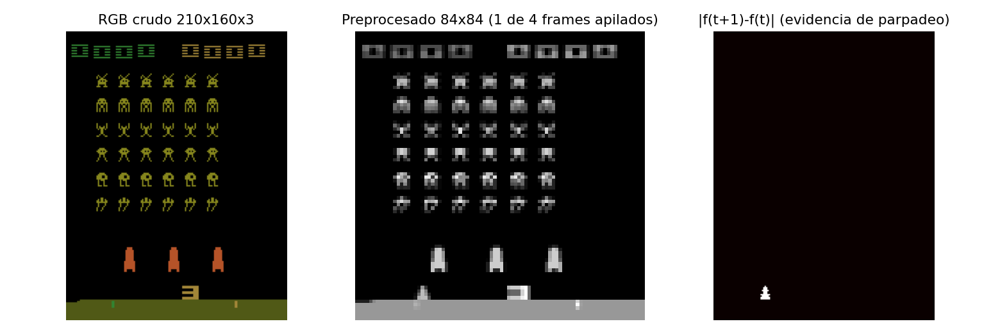 RGB crudo 210x160x3
Preprocesado 84x84 (1 de 4 frames apilados)
|f(t+1)-f(t)| (evidencia de parpadeo)